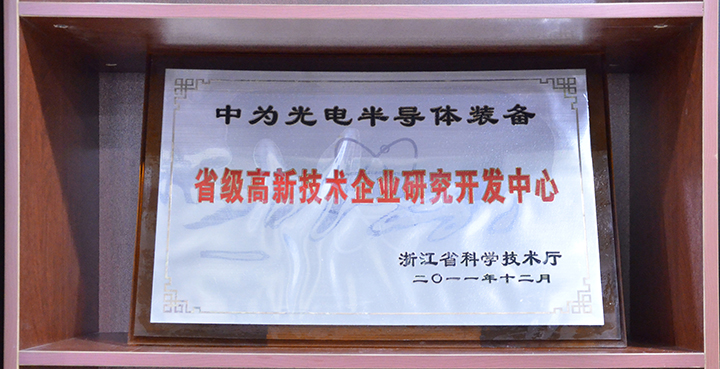 中为光电半导体装备
省级高新技术企业研究开发中心
浙江省科学技术厅
二〇一一年十二月